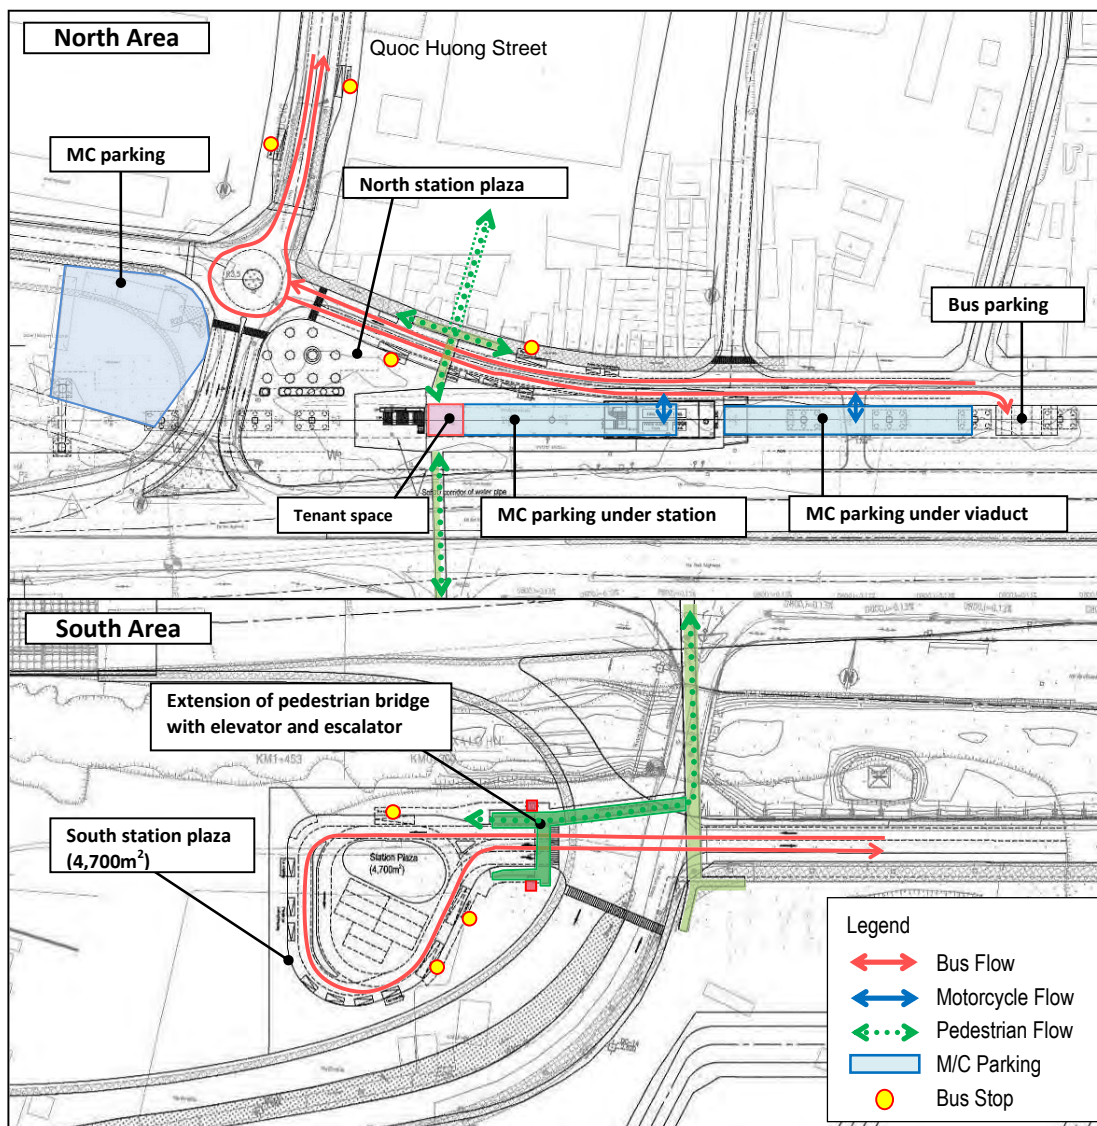 North Area
Quoc Huong Street
MC parking
North station plaza
Bus parking
Tenant space
MC parking under station
MC parking under viaduct
South Area
Extension of pedestrian bridge
with elevator and escalator
KM1+453
South station plaza
(4,700m²)
Station Plaza
(4,700m²)
Legend
Bus Flow
Motorcycle Flow
Pedestrian Flow
M/C Parking
Bus Stop